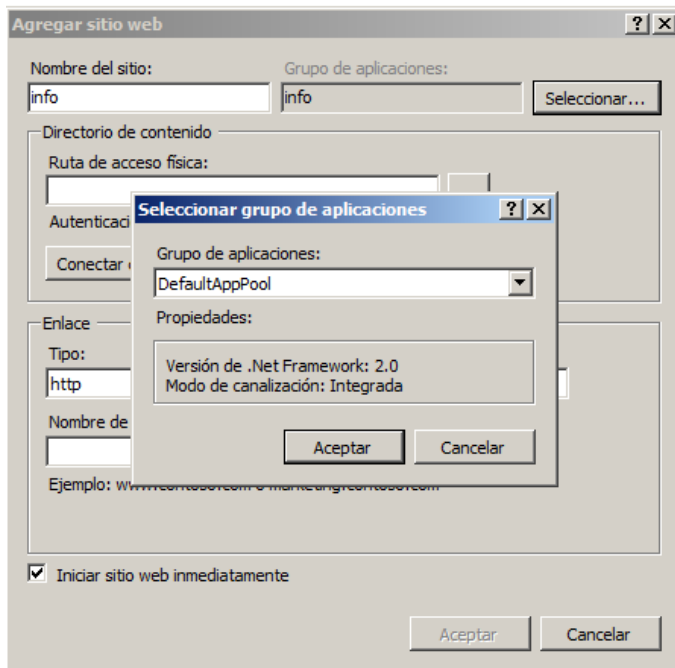 Agregar sitio web
Nombre del sitio: Grupo de aplicaciones:
info info Seleccionar...
Directorio de contenido
Ruta de acceso física:
Seleccionar grupo de aplicaciones
Conectar
Grupo de aplicaciones:
DefaultAppPool
Propiedades:
Versión de .Net Framework: 2.0
Modo de canalización: Integrada
Aceptar Cancelar
Enlace
Tipo:
http
Nombre de
Ejemplo:
Iniciar sitio web inmediatamente
Aceptar Cancelar